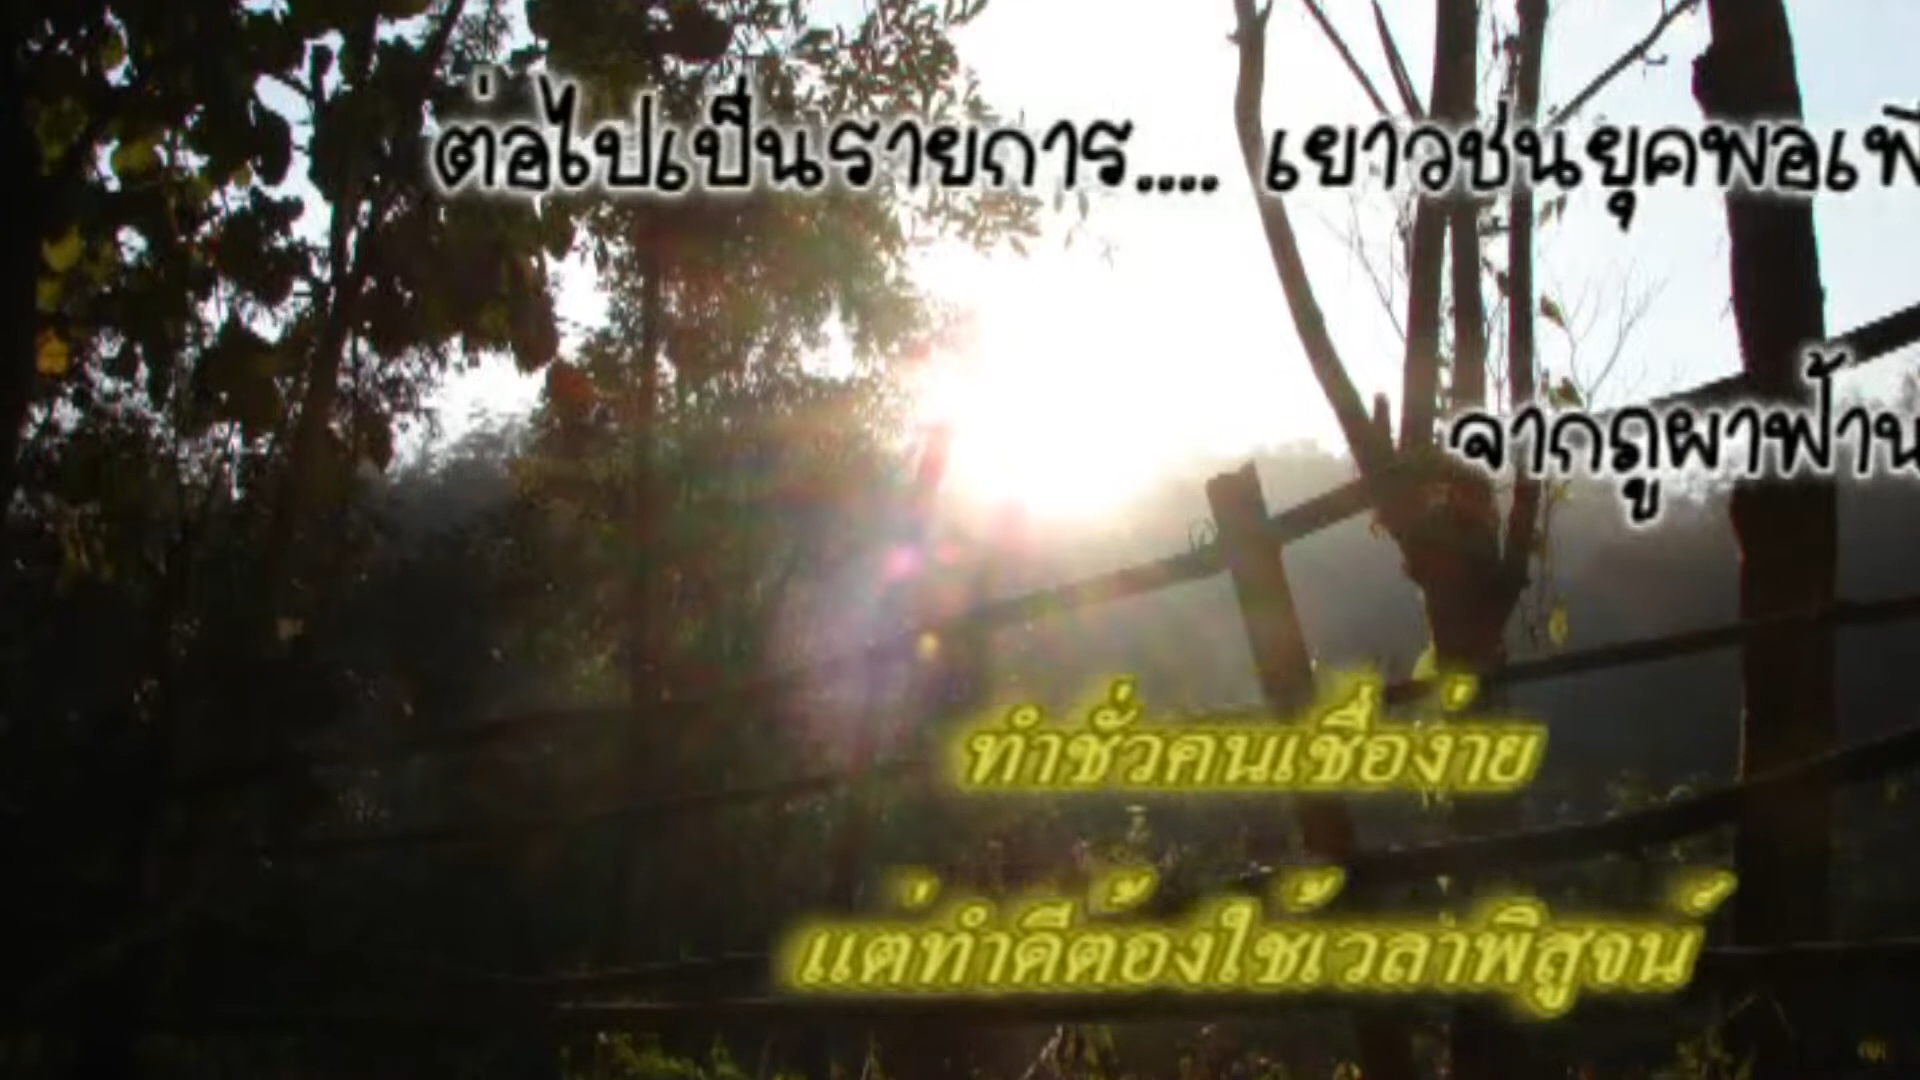 ต่อไปเป็นรายการ.... เยาวชนยุคพอเพี
จากภูผาฟ้าน
ทำชั่วคนเชื่อง่าย
แต่ทำดีต้องใช้เวลาพิสูจน์